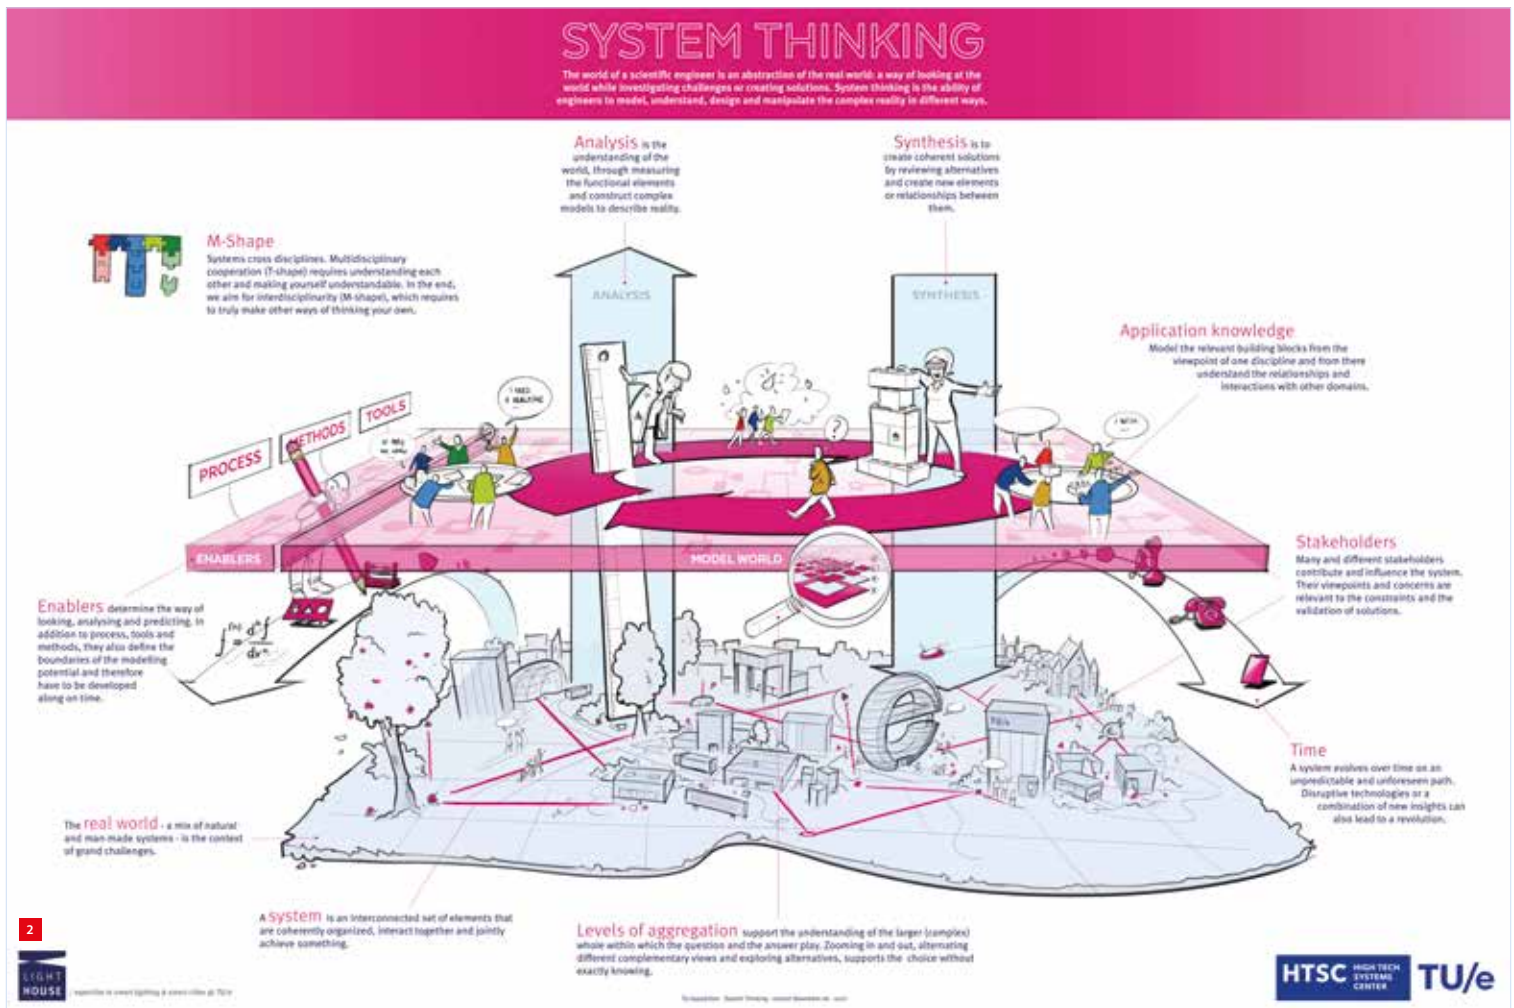 SYSTEM THINKING
The world of a scientific engineer is an abstraction of the real world: a way of looking at the
world while investigating challenges or creating solutions. System thinking is the ability of
engineers to model, understand, design and manipulate the complex reality in different ways.
Analysis is the
understanding of the
world, through measuring
the functional elements
and construct complex
models to describe reality.
Synthesis is to
create coherent solutions
by reviewing alternatives
and create new elements
or relationships between
them.
M-Shape
Systems cross disciplines. Multidisciplinary
cooperation (T-shape) requires understanding each
other and making yourself understandable. In the end,
we aim for interdisciplinarity (M-shape), which requires
to truly make other ways of thinking your own.
ANALYSIS
SYNTHESIS
Application knowledge
Model the relevant building blocks from the
viewpoint of one discipline and from there
understand the relationships and
interactions with other domains.
PROCESS
METHODS
TOOLS
I NEED
?
ENABLERS
MODEL WORLD
Stakeholders
Many and different stakeholders
contribute and influence the system.
Their viewpoints and concerns are
relevant to the constraints and the
validation of solutions.
Enablers determine the way of
looking, analysing and predicting. In
addition to process, tools and
methods, they also define the
boundaries of the modelling
potential and therefore
have to be developed
along on time.
e
Time
A system evolves over time on an
unpredictable and unforeseen path.
Disruptive technologies or a
combination of new insights can
also lead to a revolution.
The real world - a mix of natural
and man-made systems - is the context
of grand challenges.
A system is an interconnected set of elements that
are coherently organized, interact together and jointly
achieve something.
Levels of aggregation support the understanding of the larger (complex)
whole within which the question and the answer play. Zooming in and out, alternating
different complementary views and exploring alternatives, supports the choice without
exactly knowing.
2
LIGHT
HOUSE
HTSC HIGH TECH
SYSTEMS
CENTER
TU/e